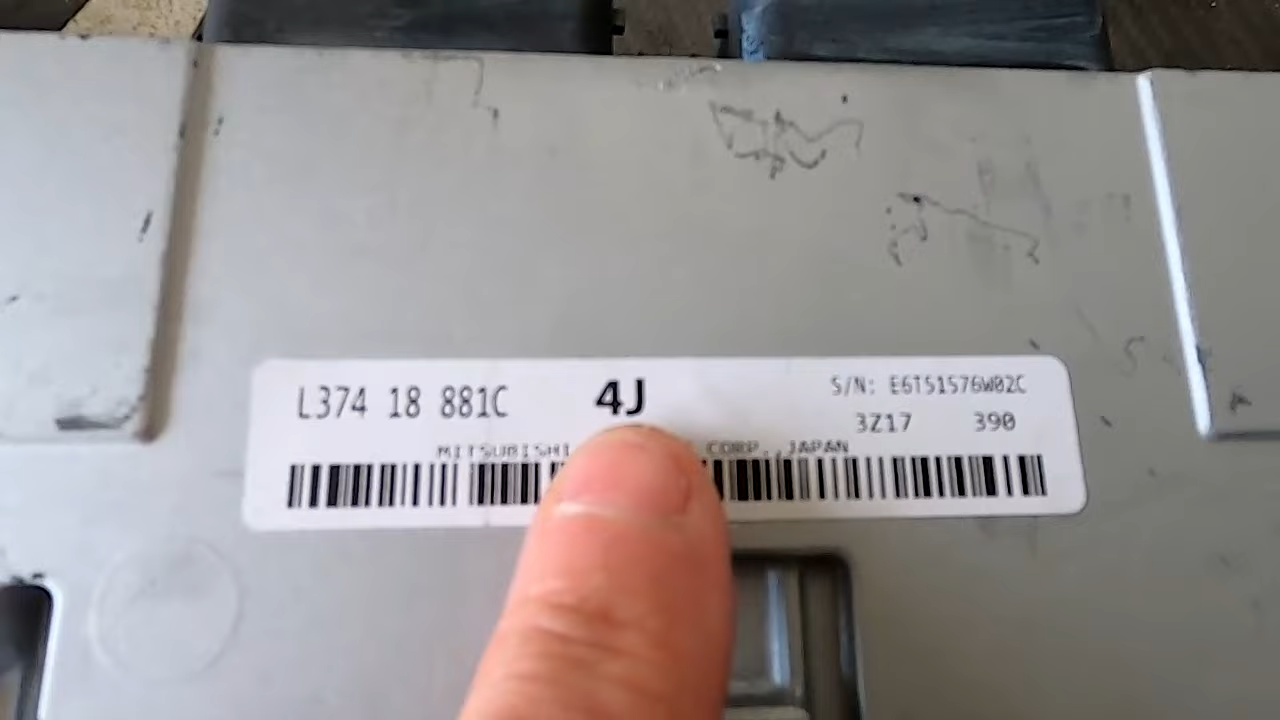 L374 18 881C 4J S/N: E6T51576W02C
3Z17 390
MITSUBISHI CORP., JAPAN